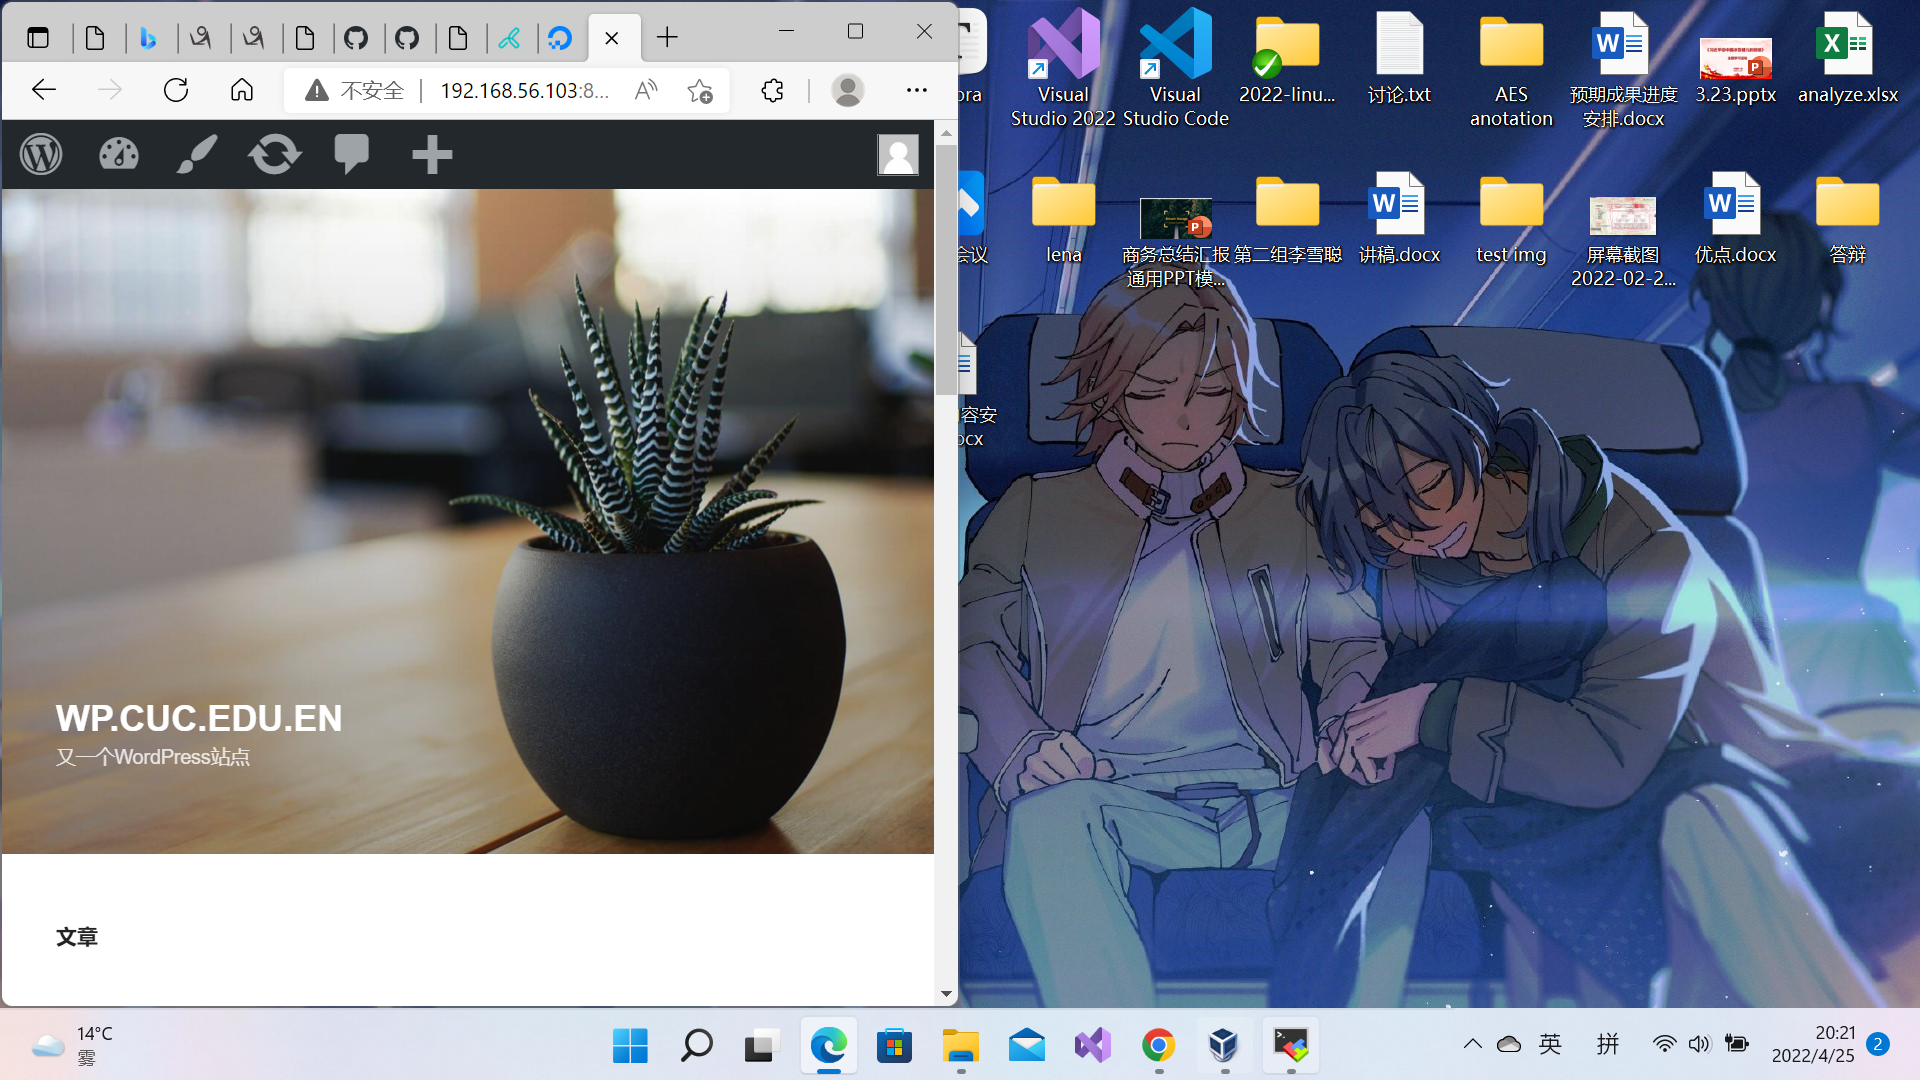 不安全
192.168.56.103:8...
WP.CUC.EDU.EN
又一个WordPress站点
文章
ora
Visual
Studio 2022
Visual
Studio Code
2022-linu...
讨论.txt
AES
anotation
预期成果进度
安排.docx
3.23.pptx
analyze.xlsx
会议
lena
商务总结汇报
通用PPT模...
第二组李雪聪
讲稿.docx
test img
屏幕截图
2022-02-2...
优点.docx
答辩
容安
ocx
14°C
雾
英
拼
20:21
2022/4/25
2